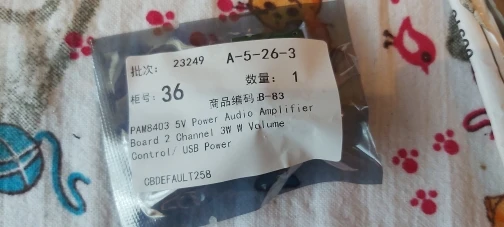 批次: 23249 A-5-26-3
数量: 1
柜号: 36 商品编码:B-83
PAM8403 5V Power Audio Amplifier
Board 2 Channel 3W W Volume
Control/ USB Power
CBDEFAULT258